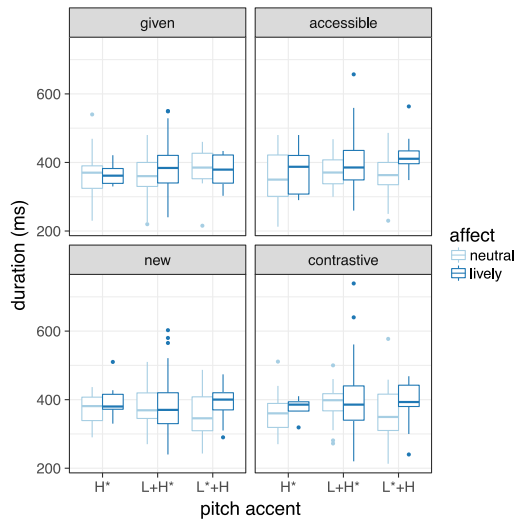 given
accessible
600
400
200
new
contrastive
600
400
200
H*
L+H*
L*+H
H*
L+H*
L*+H
duration (ms)
pitch accent
affect
neutral
lively